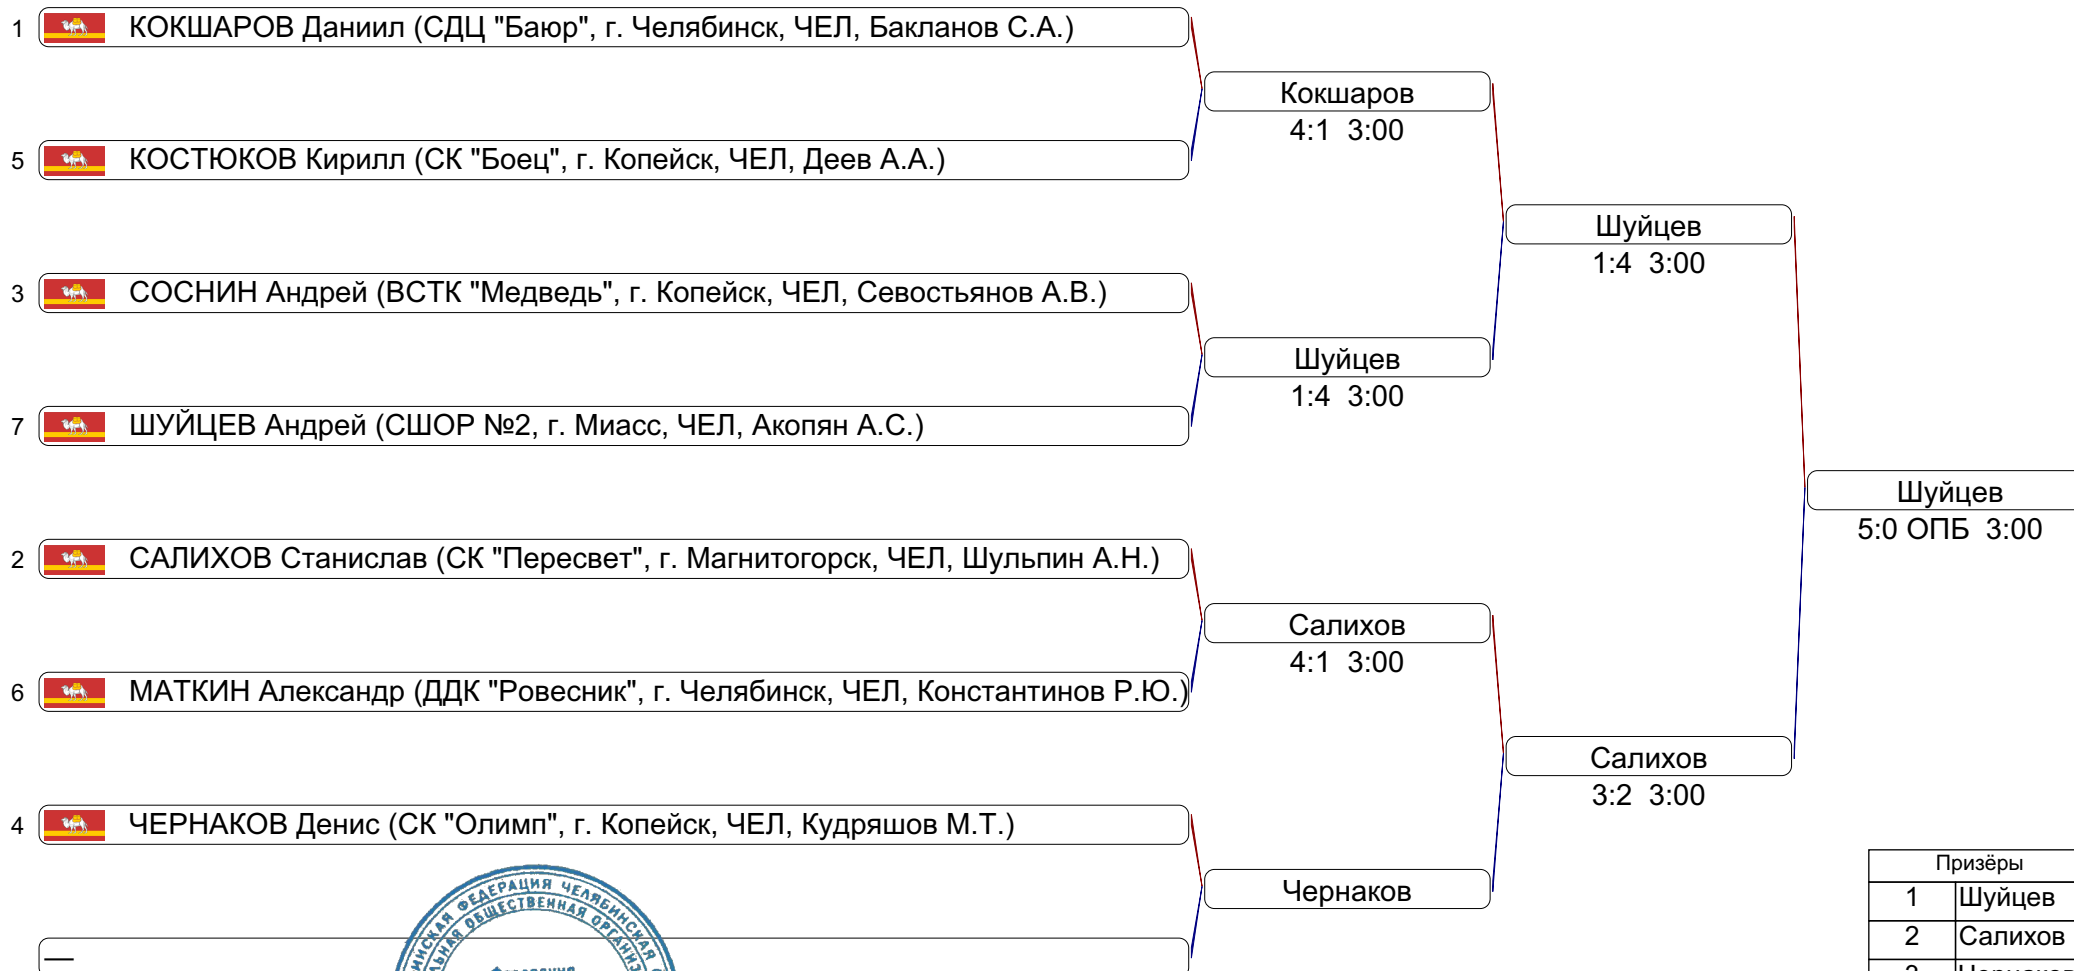 1 КОКШАРОВ Даниил (СДЦ "Баюр", г. Челябинск, ЧЕЛ, Бакланов С.А.)
Кокшаров
4:1 3:00
5 КОСТЮКОВ Кирилл (СК "Боец", г. Копейск, ЧЕЛ, Деев А.А.)
Шуйцев
1:4 3:00
3 СОСНИН Андрей (ВСТК "Медведь", г. Копейск, ЧЕЛ, Севостьянов А.В.)
Шуйцев
1:4 3:00
7 ШУЙЦЕВ Андрей (СШОР №2, г. Миасс, ЧЕЛ, Акопян А.С.)
Шуйцев
5:0 ОПБ 3:00
2 САЛИХОВ Станислав (СК "Пересвет", г. Магнитогорск, ЧЕЛ, Шульпин А.Н.)
Салихов
4:1 3:00
6 МАТКИН Александр (ДДК "Ровесник", г. Челябинск, ЧЕЛ, Константинов Р.Ю.)
Салихов
3:2 3:00
4 ЧЕРНАКОВ Денис (СК "Олимп", г. Копейск, ЧЕЛ, Кудряшов М.Т.)
Чернаков
—
ФЕДЕРАЦИЯ ЧЕЛЯБИНСКАЯ
ОБЩЕСТВЕННАЯ
Призёры
1 Шуйцев
2 Салихов